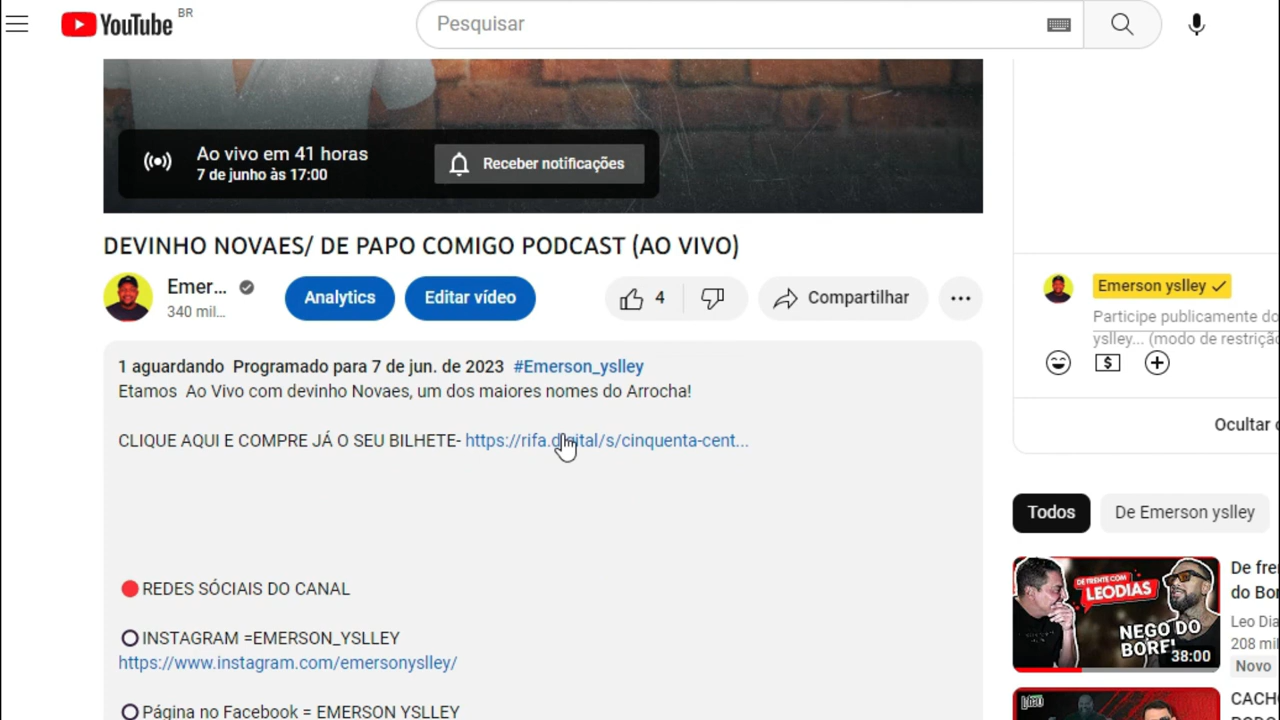 YouTube BR
Pesquisar
Ao vivo em 41 horas
7 de junho às 17:00
Receber notificações
DEVINHO NOVAES/ DE PAPO COMIGO PODCAST (AO VIVO)
Emer...
340 mil...
Analytics
Editar vídeo
4
Compartilhar
1 aguardando Programado para 7 de jun. de 2023 #Emerson_yslley
Etamos Ao Vivo com devinho Novaes, um dos maiores nomes do Arrocha!
CLIQUE AQUI E COMPRE JÁ O SEU BILHETE- https://rifa.digital/s/cinquenta-cent...
REDES SÓCIAIS DO CANAL
INSTAGRAM =EMERSON_YSLLEY
https://www.instagram.com/emersonyslley/
Página no Facebook = EMERSON YSLLEY
Emerson yslley
Participe publicamente do
yslley... (modo de restriçã
Ocultar
Todos
De Emerson yslley
DE FRENTE COM
LEODIAS
NEGO DO
BOREL
38:00
De fre
do Bor
Leo Dia
208 mil
Novo
CACH